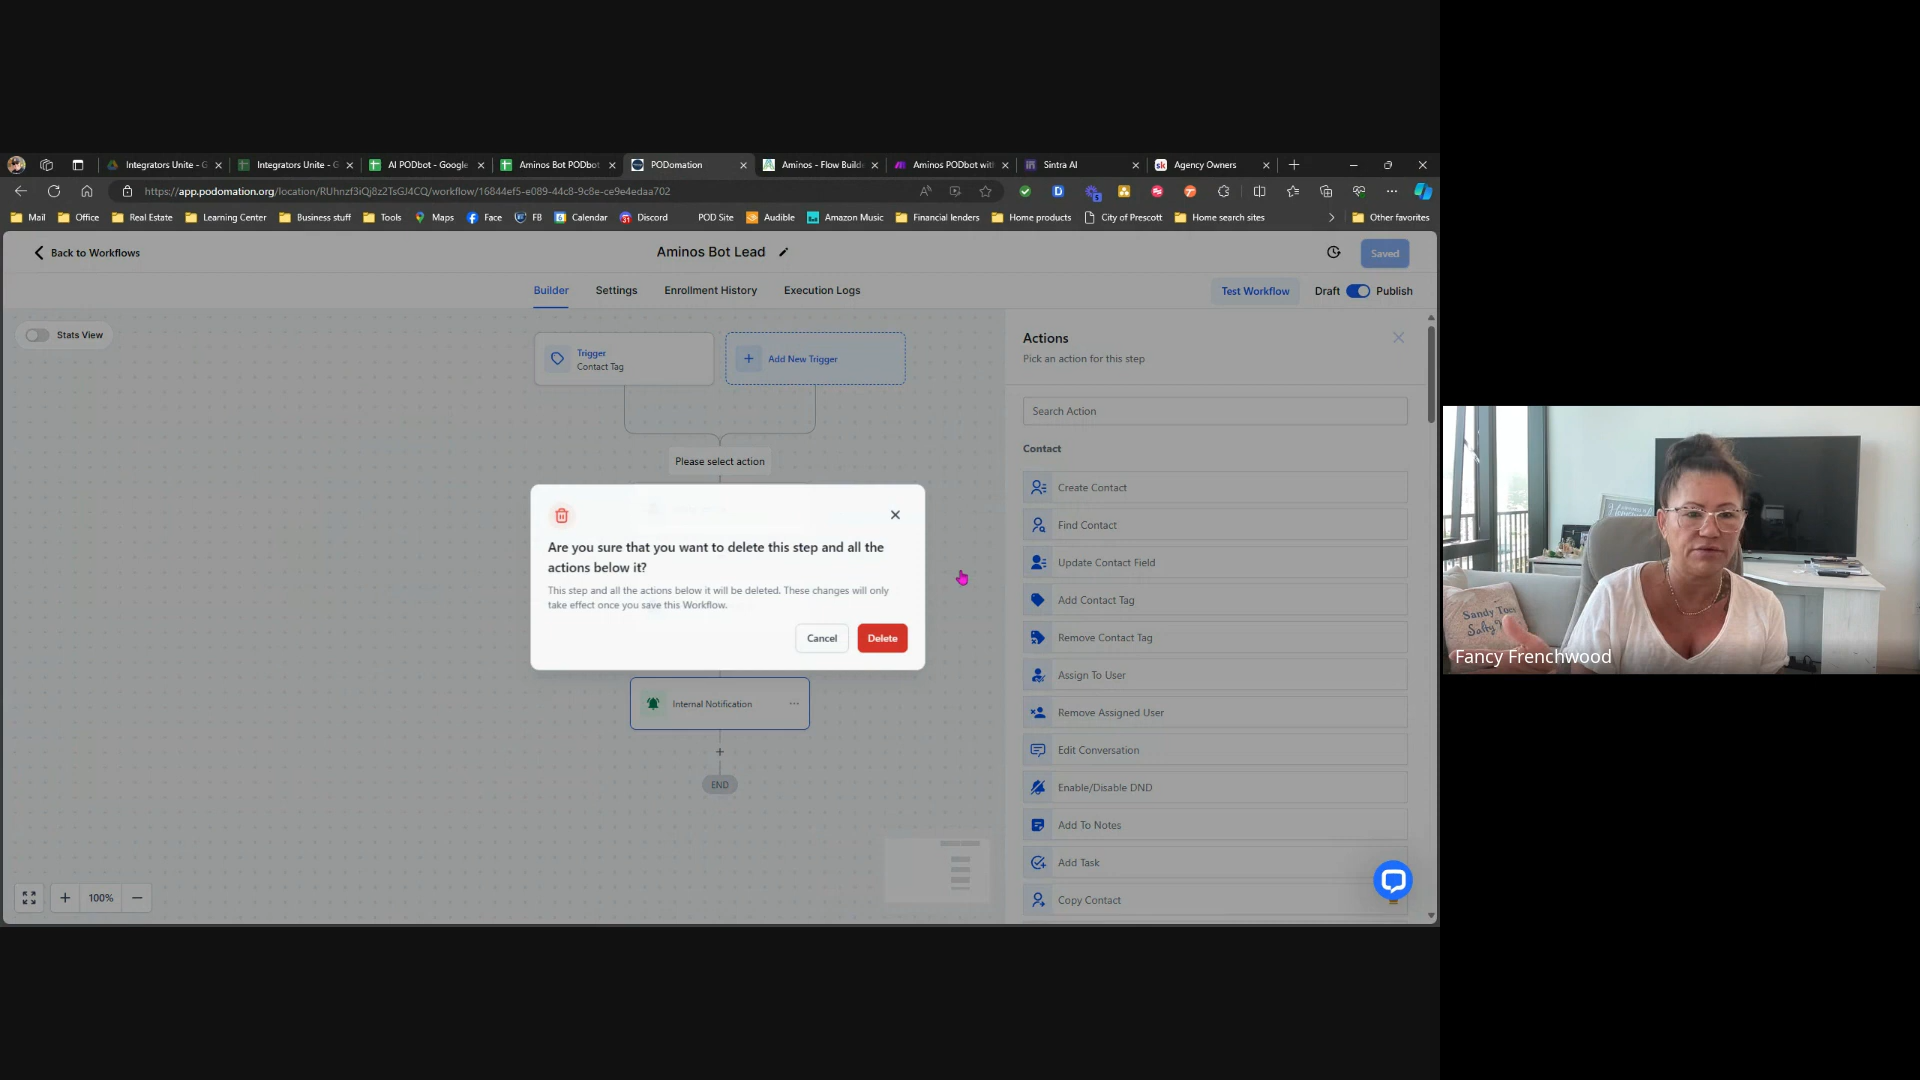 Integrators Unite - G
Integrators Unite - G
AI PODbot - Google
Aminos Bot PODbot
PODomation
Aminos - Flow Build
Aminos PODbot wit
Sintra AI
Agency Owners
https://app.podomation.org/location/RUhnzf3iQj8z2TsGJ4CQ/workflow/16844ef5-e089-44c8-9c8e-ce9e4edaa702
Mail
Office
Real Estate
Learning Center
Business stuff
Tools
Maps
Face
FB
Calendar
Discord
POD Site
Audible
Amazon Music
Financial lenders
Home products
City of Prescott
Home search sites
Other favorites
Back to Workflows
Aminos Bot Lead
Saved
Builder
Settings
Enrollment History
Execution Logs
Test Workflow
Draft
Publish
Stats View
Trigger
Contact Tag
Add New Trigger
Please select action
Are you sure that you want to delete this step and all the
actions below it?
This step and all the actions below it will be deleted. These changes will only
take effect once you save this Workflow.
Cancel
Delete
Internal Notification
END
100%
Actions
Pick an action for this step
Search Action
Contact
Create Contact
Find Contact
Update Contact Field
Add Contact Tag
Remove Contact Tag
Assign To User
Remove Assigned User
Edit Conversation
Enable/Disable DND
Add To Notes
Add Task
Copy Contact
Sandy Toes
Salty
Fancy Frenchwood